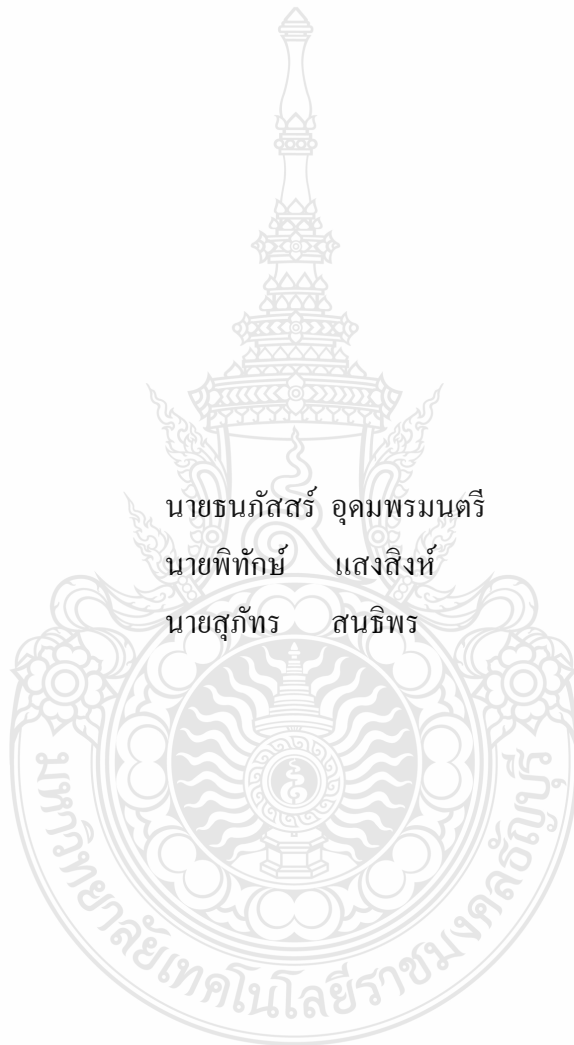 นายธนภัสสร์ อุดมพรมนตรี
นายพิทักษ์ แสงสิงห์
นายสุภัทร สนธิพร
มหาวิทยาลัยเทคโนโลยีราชมงคลธัญบุรี